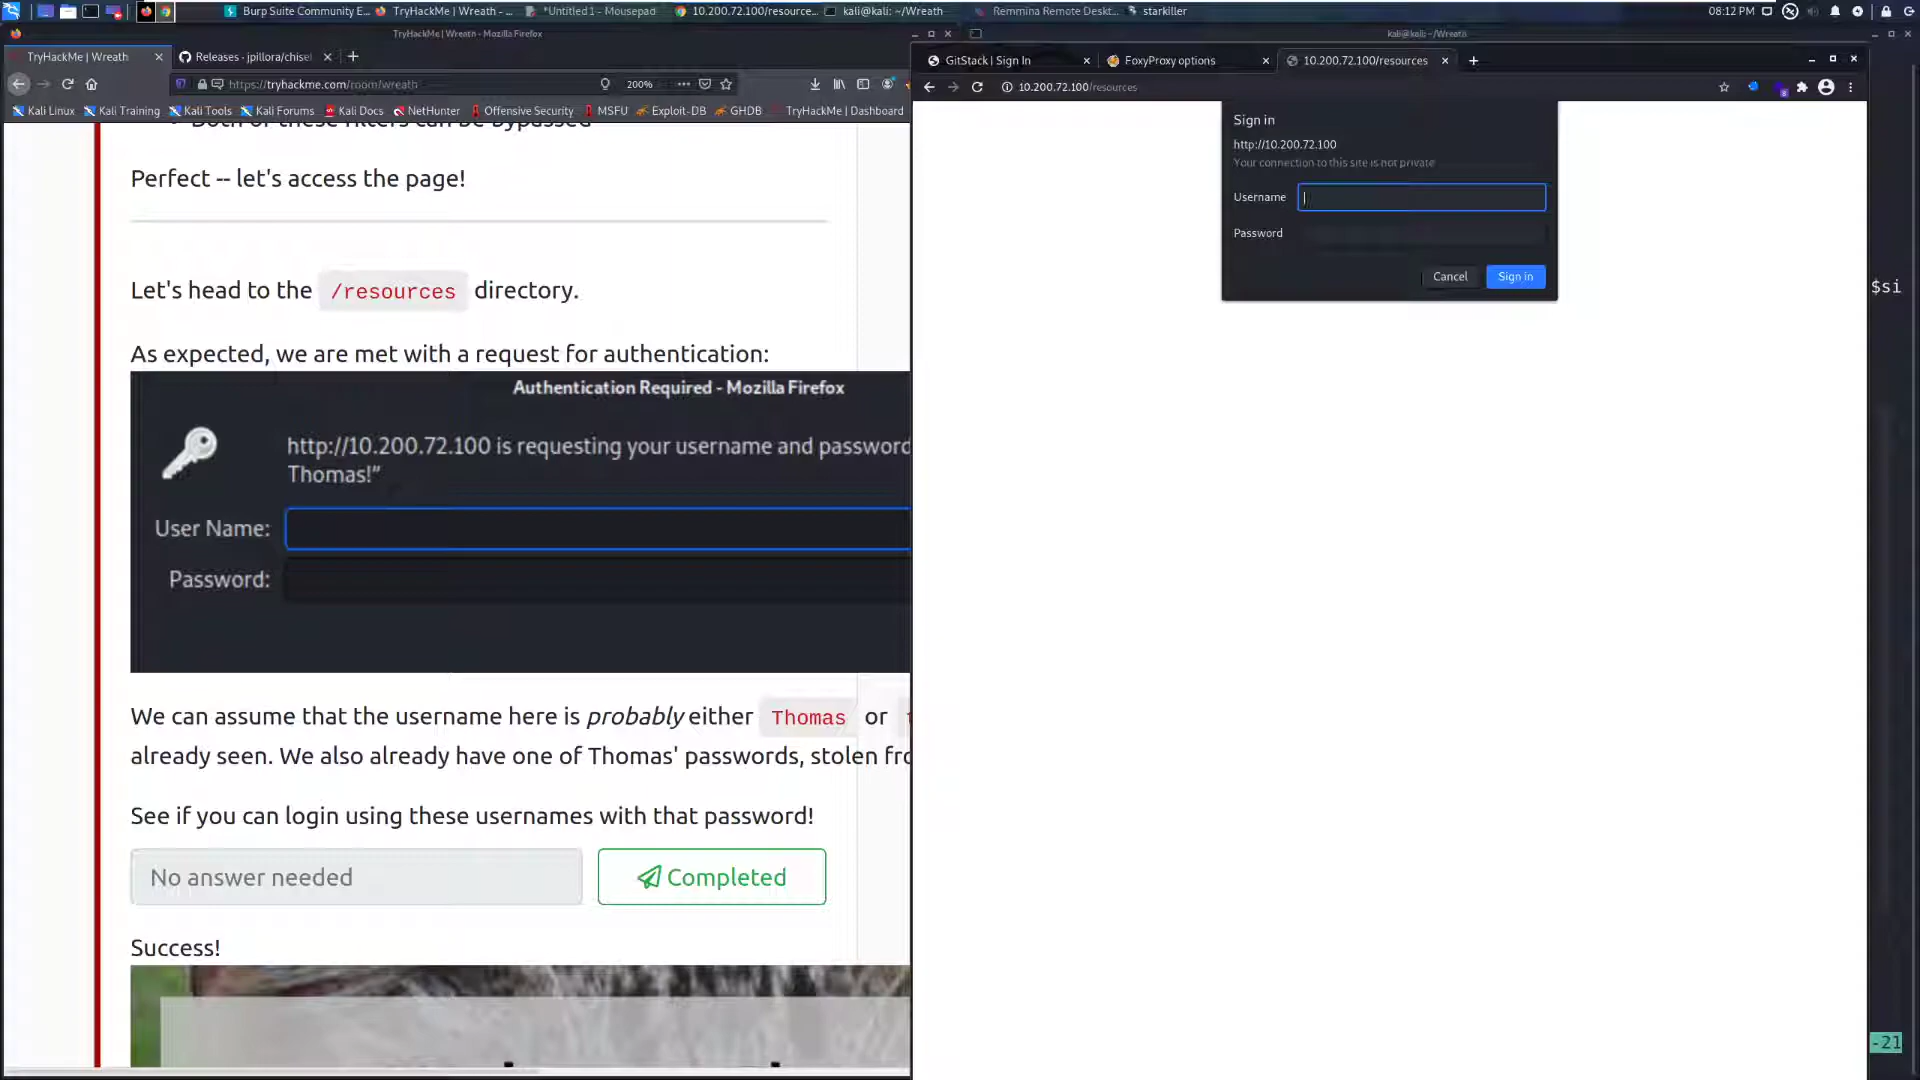 Burp Suite Community E...
TryHackMe | Wreath - ...
*Untitled 1 - Mousepad
10.200.72.100/resource...
kali@kali: ~/Wreath
Remmina Remote Deskt...
starkiller
08:12 PM
TryHackMe | Wreath - Mozilla Firefox
kali@kali: ~/Wreath
TryHackMe | Wreath
Releases · jpillora/chisel
https://tryhackme.com/room/wreath
200%
Kali Linux
Kali Training
Kali Tools
Kali Forums
Kali Docs
NetHunter
Offensive Security
MSFU
Exploit-DB
GHDB
TryHackMe | Dashboard
Both of these filters can be bypassed
Perfect -- let's access the page!
Let's head to the /resources directory.
As expected, we are met with a request for authentication:
Authentication Required - Mozilla Firefox
http://10.200.72.100 is requesting your username and password
Thomas!"
User Name:
Password:
We can assume that the username here is probably either Thomas or
already seen. We also already have one of Thomas' passwords, stolen fro
See if you can login using these usernames with that password!
No answer needed
Completed
Success!
GitStack | Sign In
FoxyProxy options
10.200.72.100/resources
10.200.72.100/resources
Sign in
http://10.200.72.100
Your connection to this site is not private
Username
Password
Cancel
Sign in
$si
-21